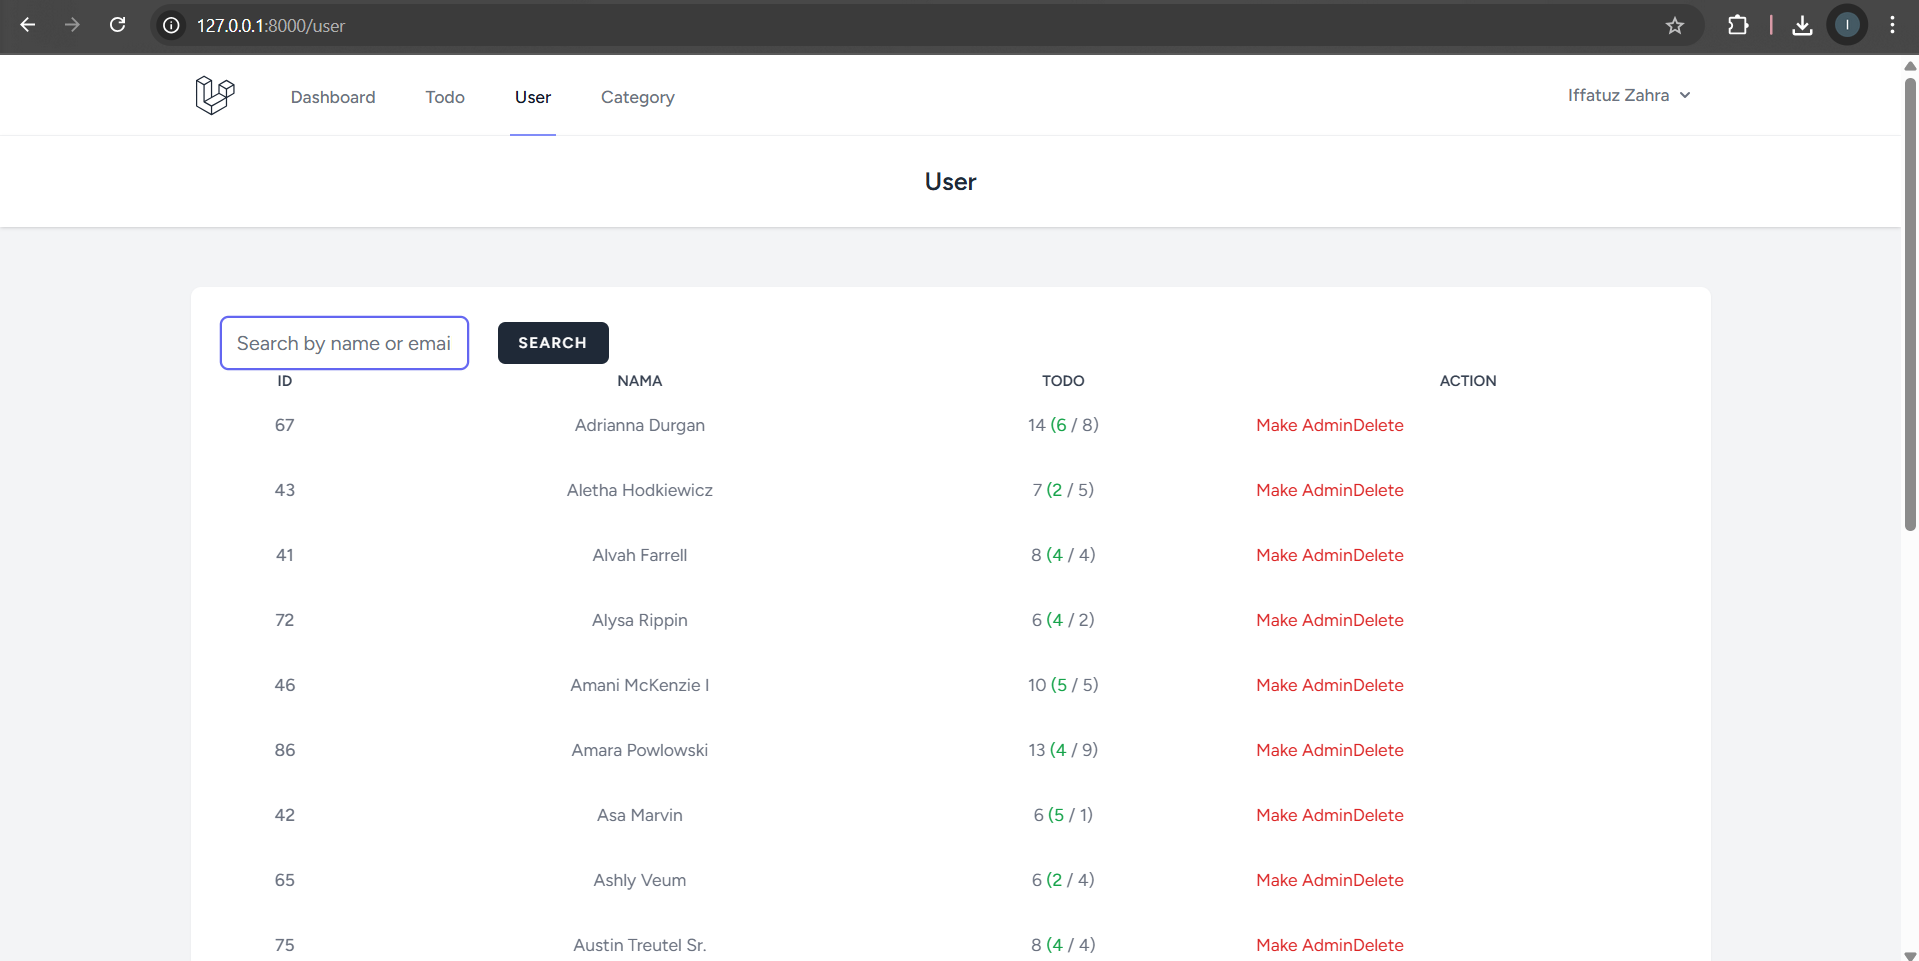 127.0.0.1:8000/user
I
Dashboard Todo User Category Iffatuz Zahra
User
Search by name or emai SEARCH
ID NAMA TODO ACTION
67 Adrianna Durgan 14 (6 / 8) Make AdminDelete
43 Aletha Hodkiewicz 7 (2 / 5) Make AdminDelete
41 Alvah Farrell 8 (4 / 4) Make AdminDelete
72 Alysa Rippin 6 (4 / 2) Make AdminDelete
46 Amani McKenzie I 10 (5 / 5) Make AdminDelete
86 Amara Powlowski 13 (4 / 9) Make AdminDelete
42 Asa Marvin 6 (5 / 1) Make AdminDelete
65 Ashly Veum 6 (2 / 4) Make AdminDelete
75 Austin Treutel Sr. 8 (4 / 4) Make AdminDelete